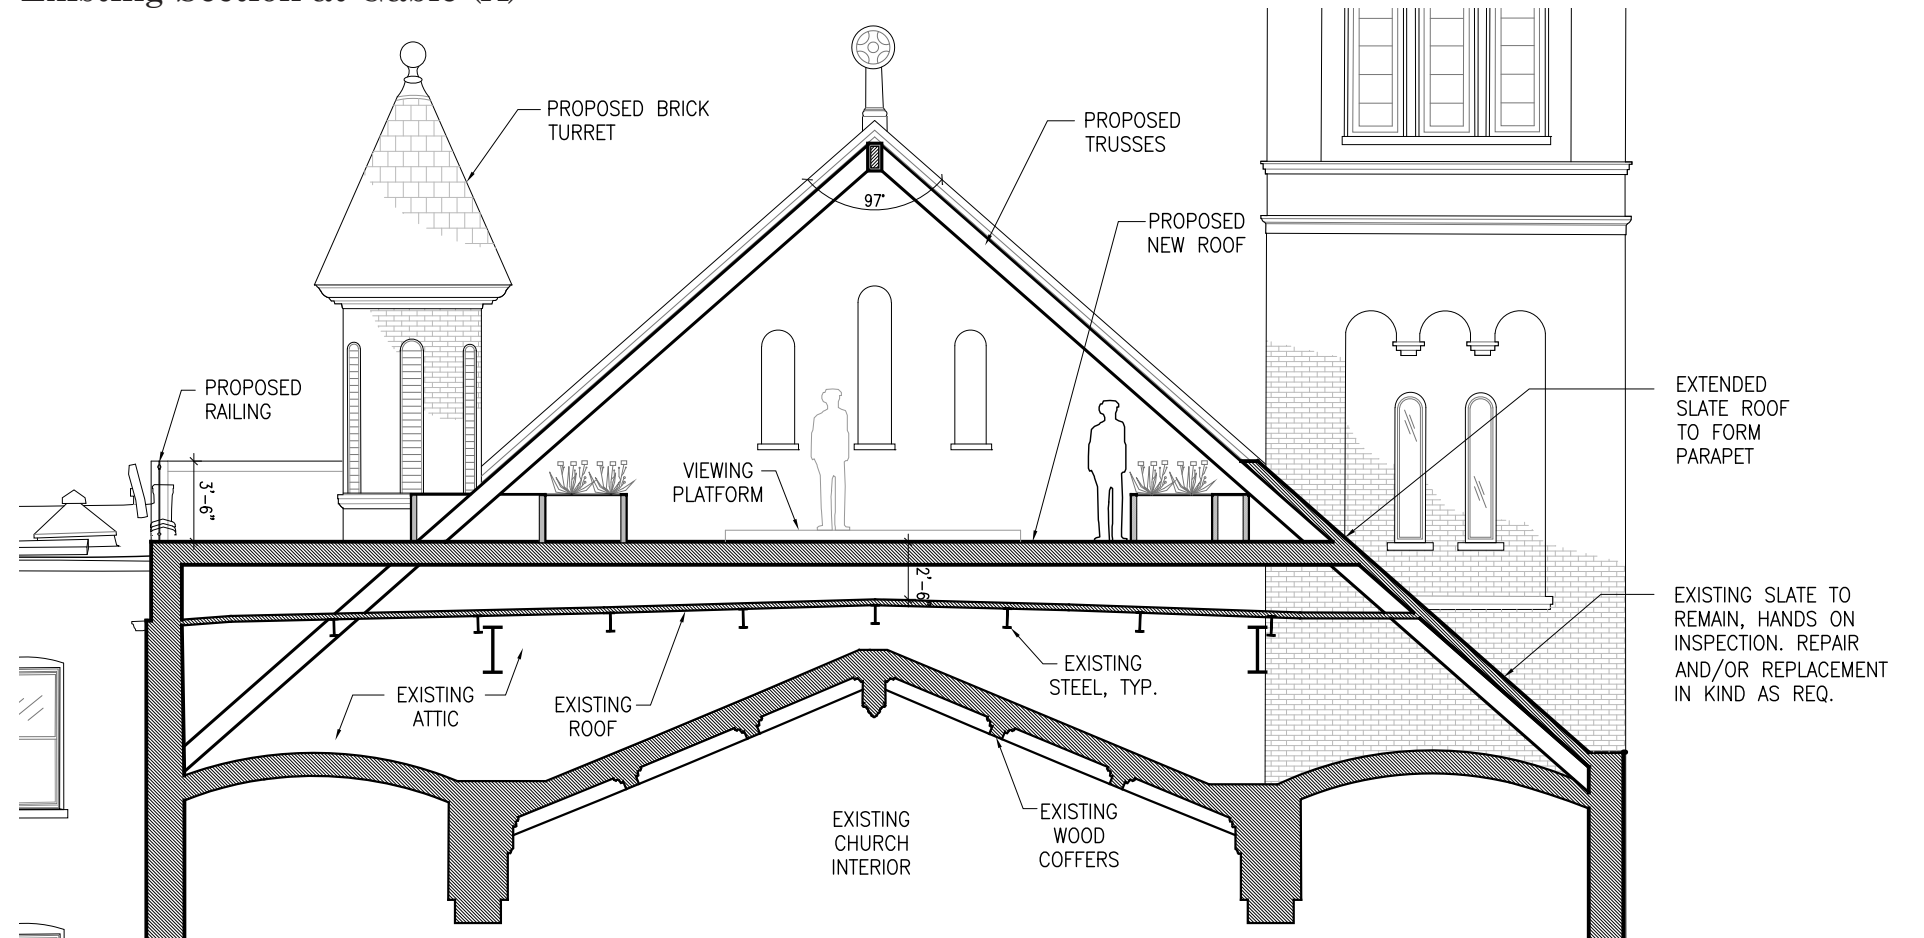 Existing Section at Gable (A)
PROPOSED BRICK
TURRET
PROPOSED
TRUSSES
97°
PROPOSED
NEW ROOF
PROPOSED
RAILING
EXTENDED
SLATE ROOF
TO FORM
PARAPET
VIEWING
PLATFORM
3'-6"
2'-6"
EXISTING SLATE TO
REMAIN, HANDS ON
INSPECTION. REPAIR
AND/OR REPLACEMENT
IN KIND AS REQ.
EXISTING
ATTIC
EXISTING
ROOF
EXISTING
STEEL, TYP.
EXISTING
CHURCH
INTERIOR
EXISTING
WOOD
COFFERS